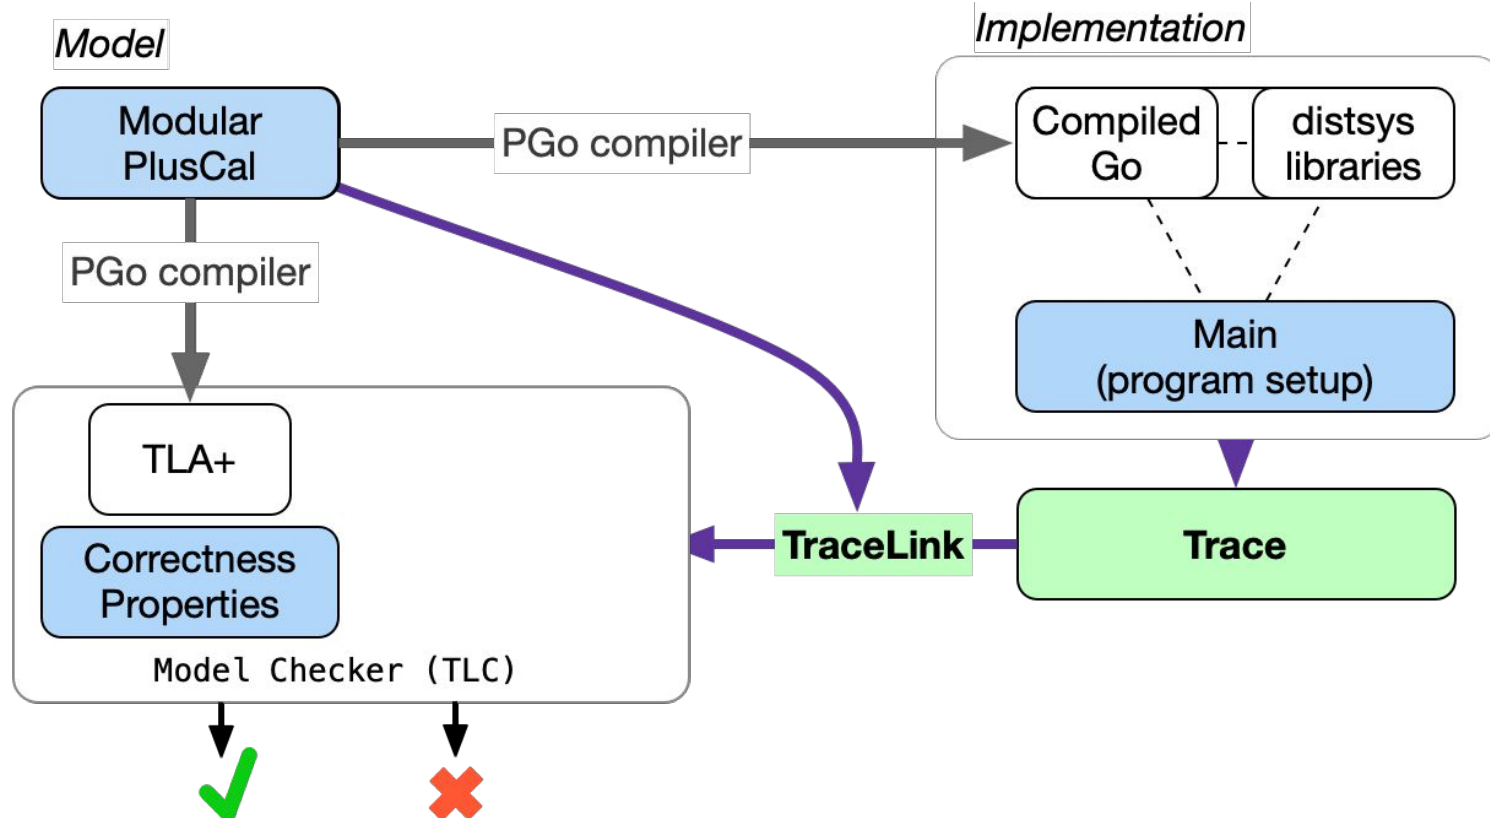 Model
Implementation
Modular
PlusCal
PGo compiler
Compiled
Go
distsys
libraries
PGo compiler
Main
(program setup)
TLA+
Correctness
Properties
TraceLink
Trace
Model Checker (TLC)